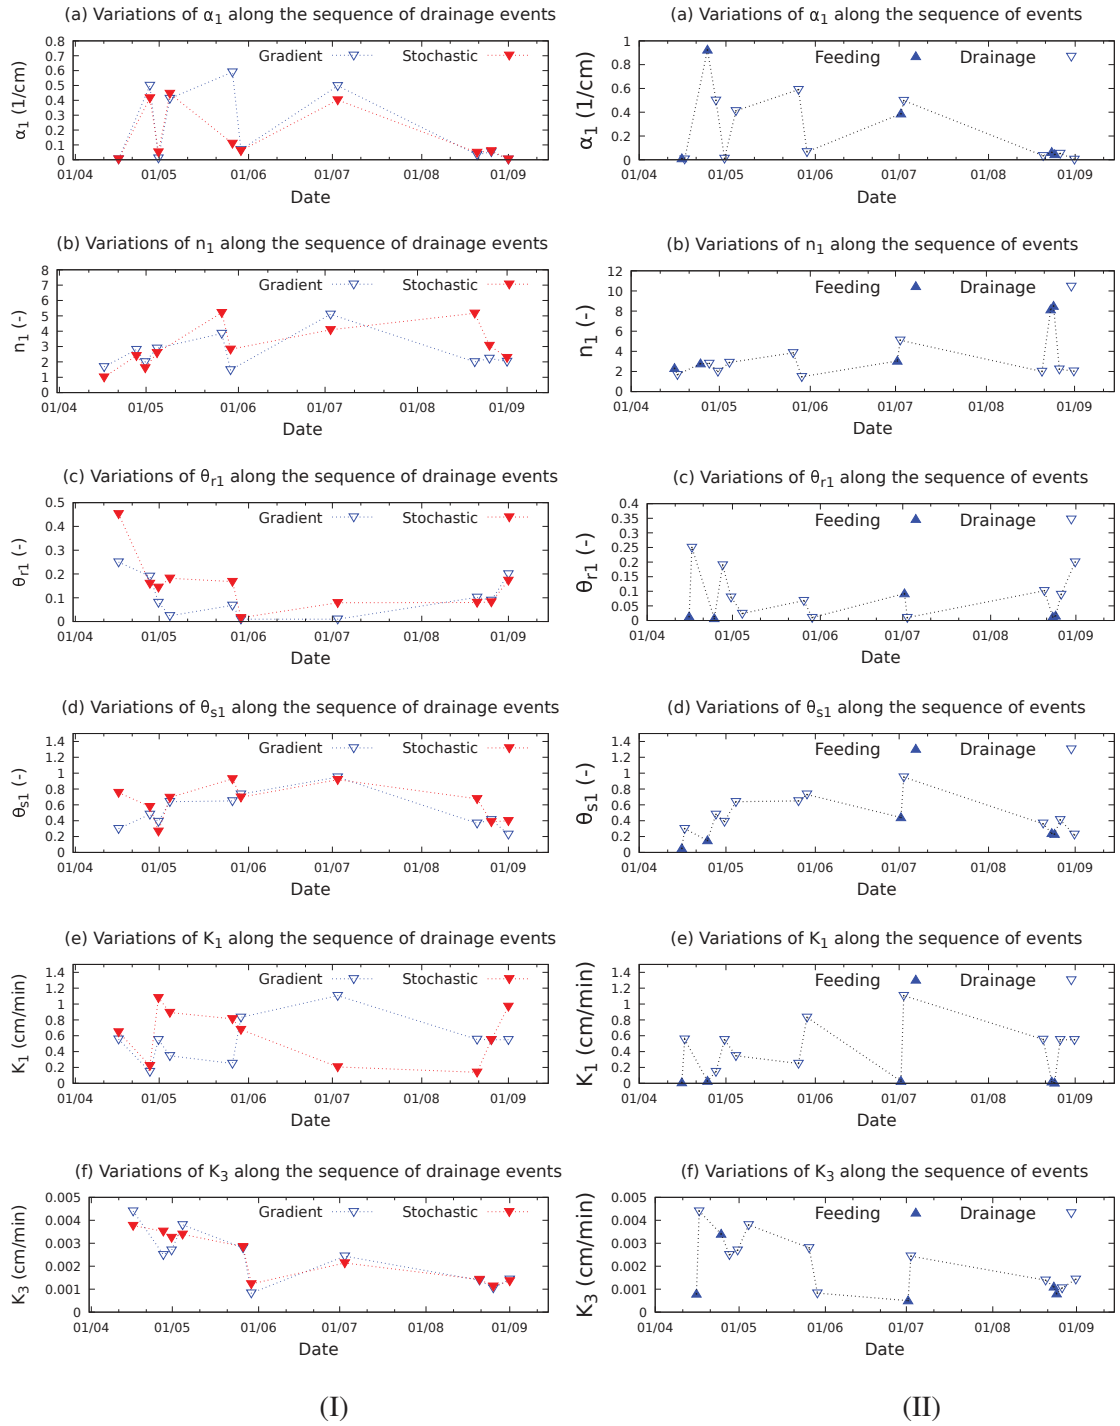 (a) Variations of α1 along the sequence of drainage events
α1 (1/cm)
0.8
0.7
0.6
0.5
0.4
0.3
0.2
0.1
0
Gradient
Stochastic
01/04 01/05 01/06 01/07 01/08 01/09
Date
(b) Variations of n1 along the sequence of drainage events
n1 (-)
8
7
6
5
4
3
2
1
0
Gradient
Stochastic
01/04 01/05 01/06 01/07 01/08 01/09
Date
(c) Variations of θr1 along the sequence of drainage events
θr1 (-)
0.5
0.4
0.3
0.2
0.1
0
Gradient
Stochastic
01/04 01/05 01/06 01/07 01/08 01/09
Date
(d) Variations of θs1 along the sequence of drainage events
θs1 (-)
1.4
1.2
1
0.8
0.6
0.4
0.2
0
Gradient
Stochastic
01/04 01/05 01/06 01/07 01/08 01/09
Date
(e) Variations of K1 along the sequence of drainage events
K1 (cm/min)
1.4
1.2
1
0.8
0.6
0.4
0.2
0
Gradient
Stochastic
01/04 01/05 01/06 01/07 01/08 01/09
Date
(f) Variations of K3 along the sequence of drainage events
K3 (cm/min)
0.005
0.004
0.003
0.002
0.001
0
Gradient
Stochastic
01/04 01/05 01/06 01/07 01/08 01/09
Date
(I)
(a) Variations of α1 along the sequence of events
α1 (1/cm)
1
0.8
0.6
0.4
0.2
0
Feeding
Drainage
01/04 01/05 01/06 01/07 01/08 01/09
Date
(b) Variations of n1 along the sequence of events
n1 (-)
12
10
8
6
4
2
0
Feeding
Drainage
01/04 01/05 01/06 01/07 01/08 01/09
Date
(c) Variations of θr1 along the sequence of events
θr1 (-)
0.4
0.35
0.3
0.25
0.2
0.15
0.1
0.05
0
Feeding
Drainage
01/04 01/05 01/06 01/07 01/08 01/09
Date
(d) Variations of θs1 along the sequence of events
θs1 (-)
1.4
1.2
1
0.8
0.6
0.4
0.2
0
Feeding
Drainage
01/04 01/05 01/06 01/07 01/08 01/09
Date
(e) Variations of K1 along the sequence of events
K1 (cm/min)
1.4
1.2
1
0.8
0.6
0.4
0.2
0
Feeding
Drainage
01/04 01/05 01/06 01/07 01/08 01/09
Date
(f) Variations of K3 along the sequence of events
K3 (cm/min)
0.005
0.004
0.003
0.002
0.001
0
Feeding
Drainage
01/04 01/05 01/06 01/07 01/08 01/09
Date
(II)